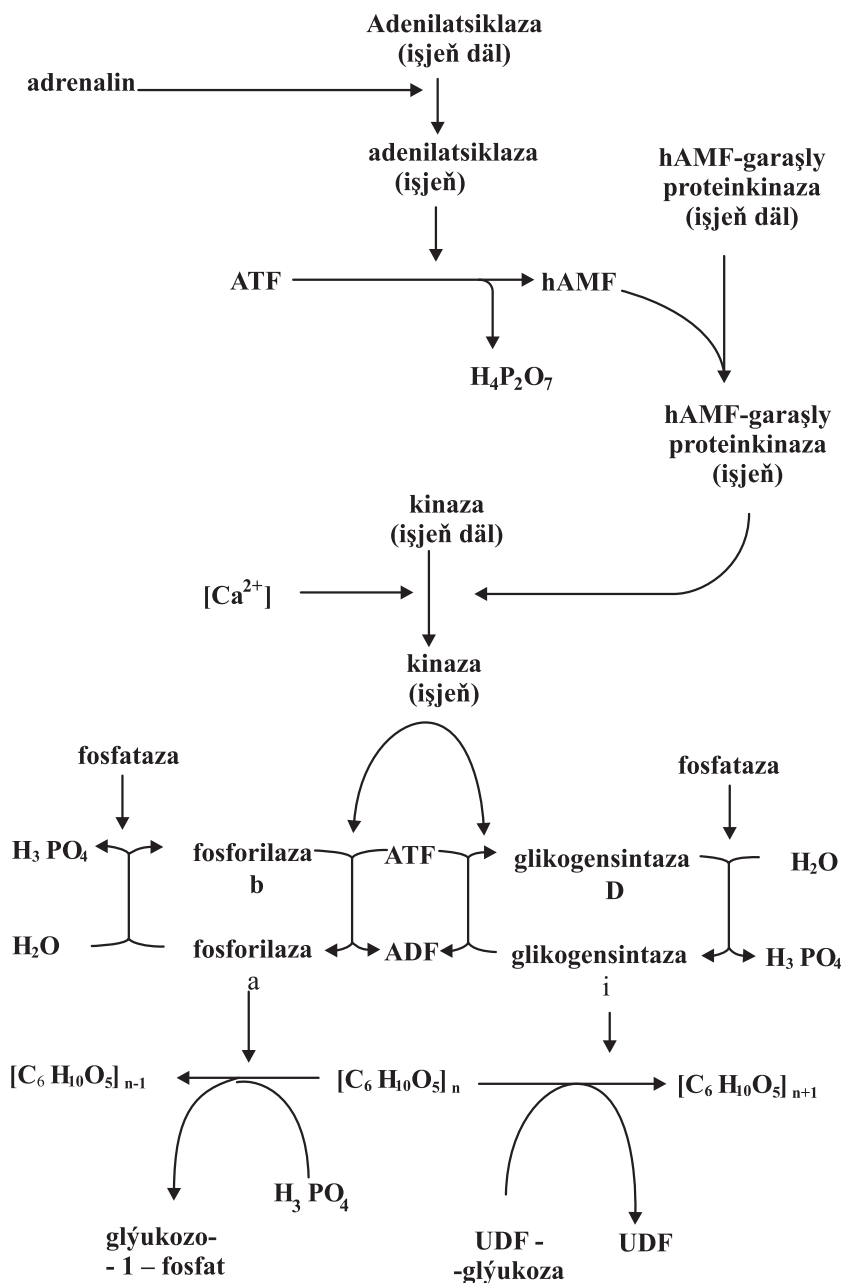 Adenilatsiklaza
(işjeň däl)
adrenalin
adenilatsiklaza
(işjeň)
hAMF-garaşly
proteinkinaza
(işjeň däl)
ATF
hAMF
H₄P₂O₇
hAMF-garaşly
proteinkinaza
(işjeň)
kinaza
(işjeň däl)
[Ca²⁺]
kinaza
(işjeň)
fosfataza
fosfataza
H₃ PO₄
fosforilaza
b
ATF
glikogensintaza
D
H₂O
H₂O
fosforilaza
a
ADF
glikogensintaza
i
H₃ PO₄
[C₆ H₁₀O₅] n-1
[C₆ H₁₀O₅] n
[C₆ H₁₀O₅] n+1
H₃ PO₄
glýukozo-
- 1 – fosfat
UDF -
-glýukoza
UDF